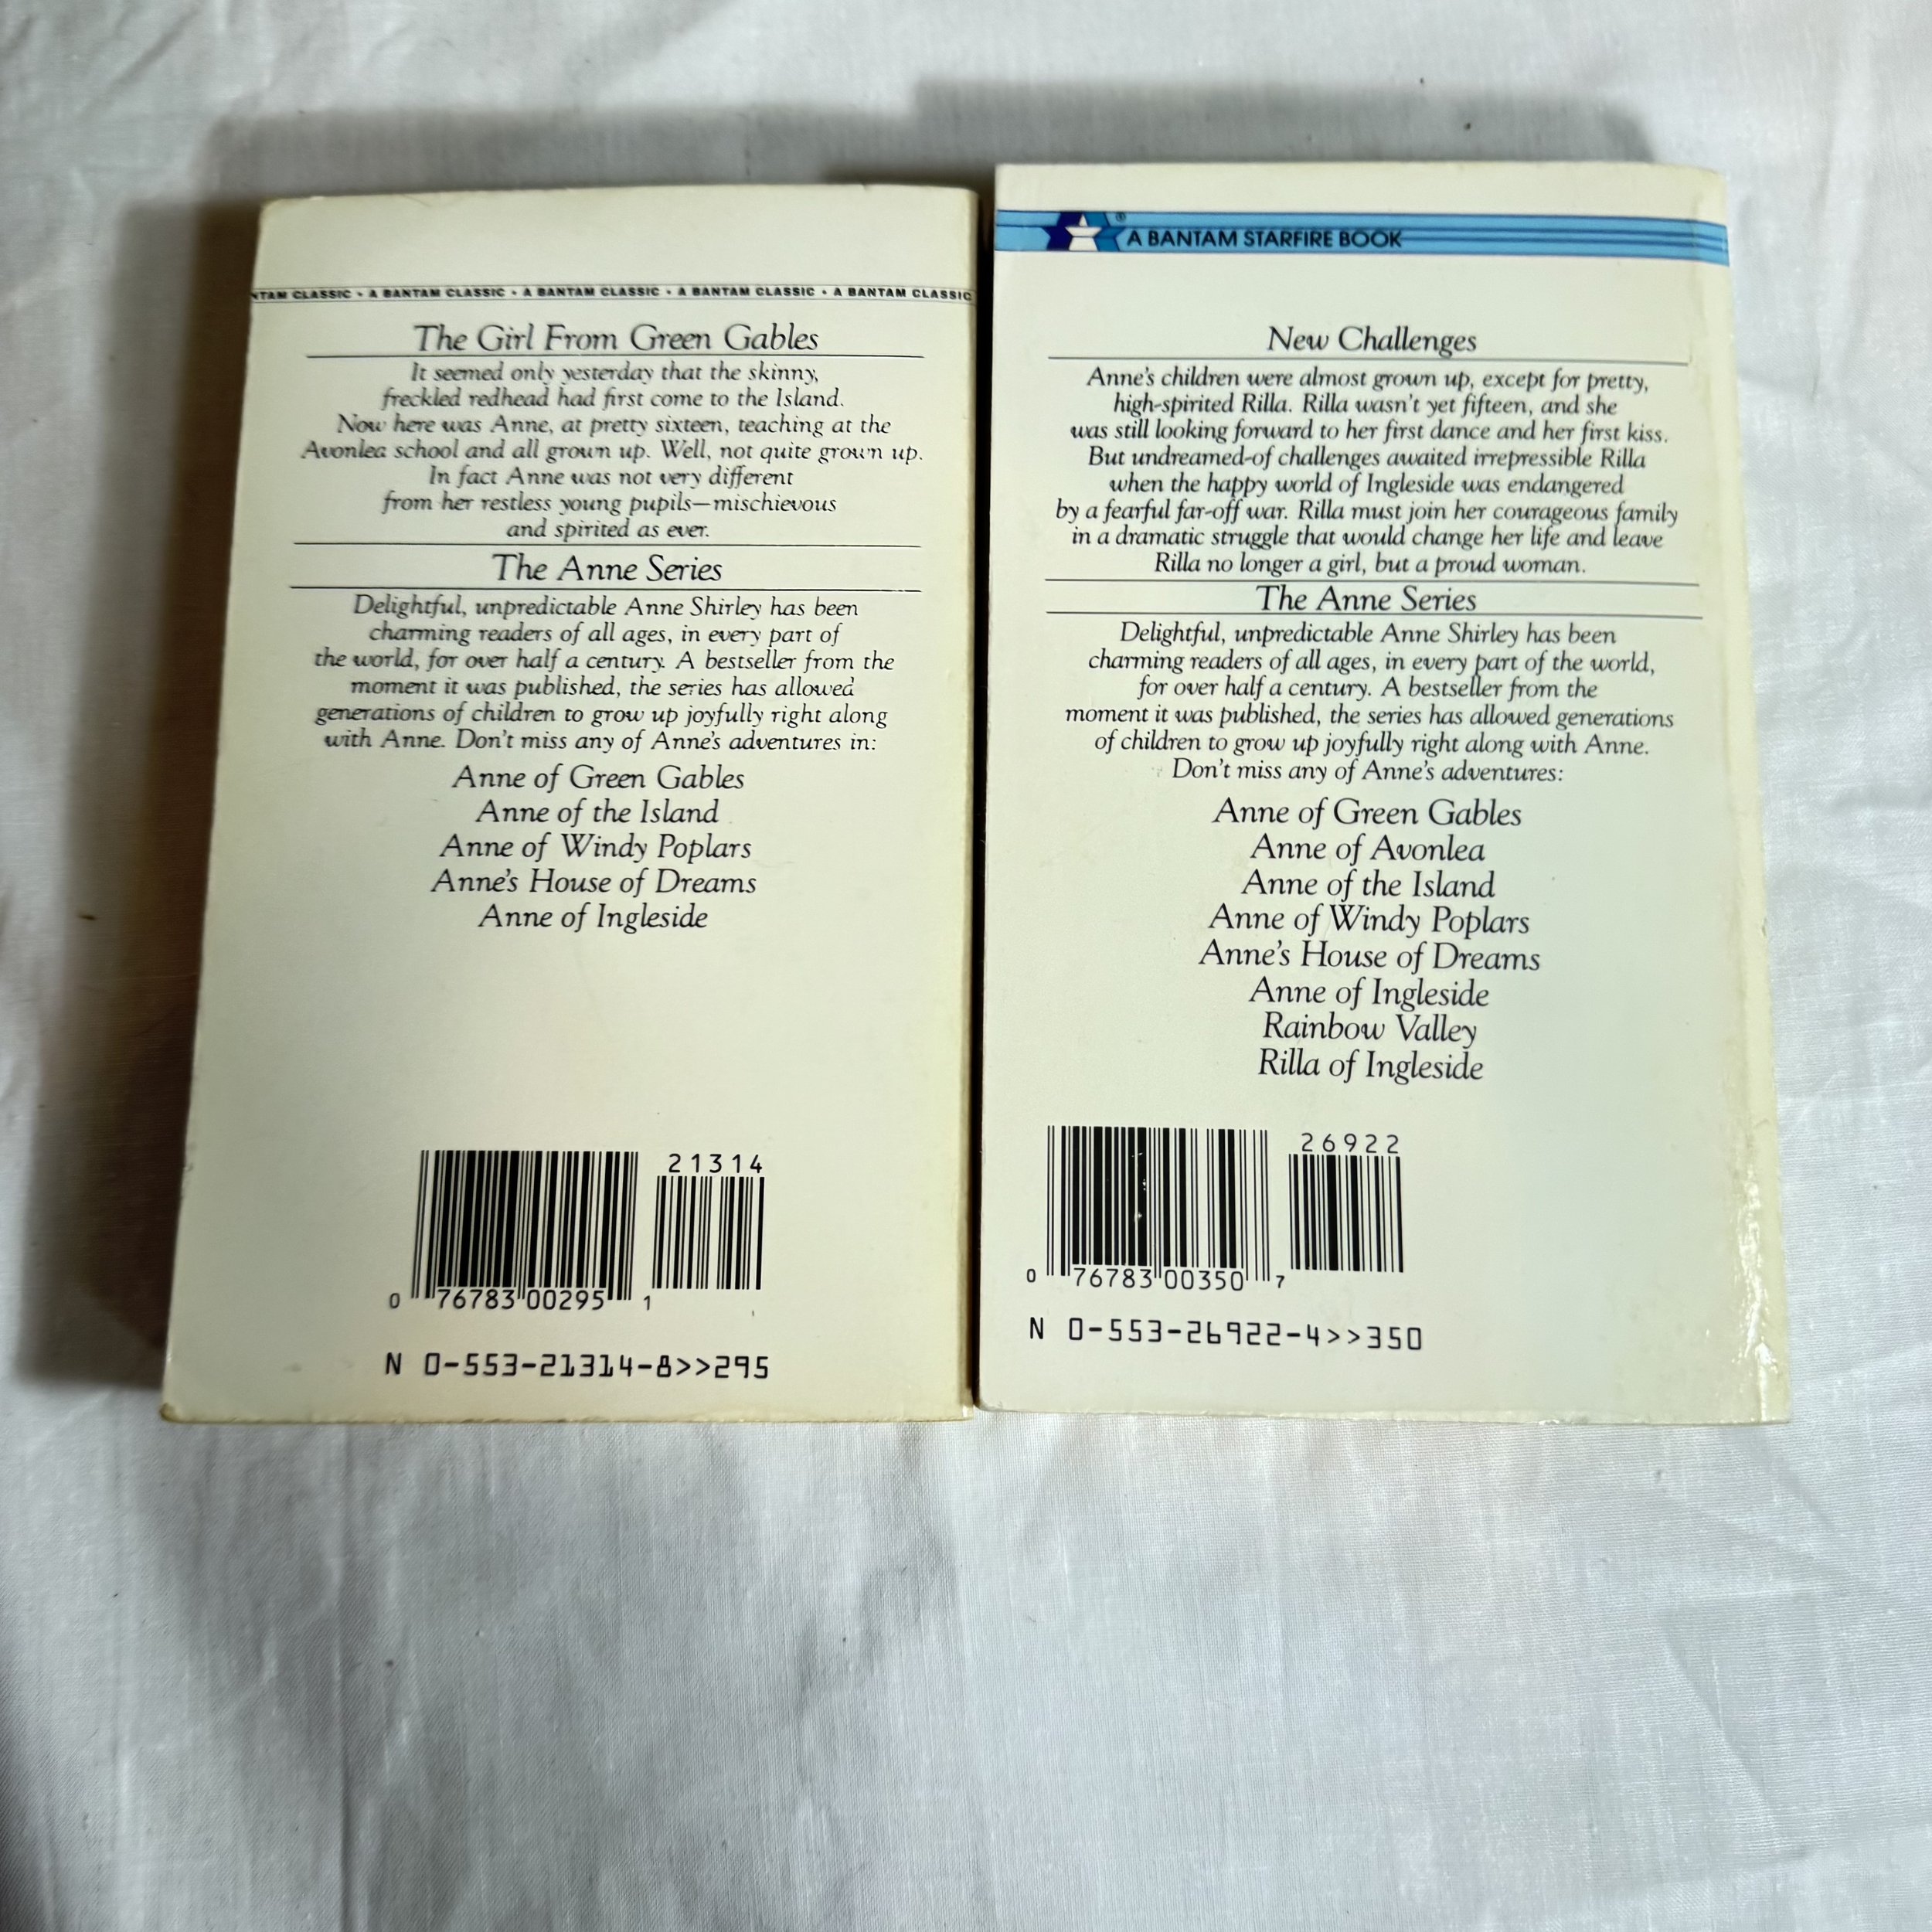 NTAM CLASSIC • A BANTAM CLASSIC • A BANTAM CLASSIC • A BANTAM CLASSIC • A BANTAM CLASSIC
The Girl From Green Gables
It seemed only yesterday that the skinny,
freckled redhead had first come to the Island.
Now here was Anne, at pretty sixteen, teaching at the
Avonlea school and all grown up. Well, not quite grown up.
In fact Anne was not very different
from her restless young pupils—mischievous
and spirited as ever.
The Anne Series
Delightful, unpredictable Anne Shirley has been
charming readers of all ages, in every part of
the world, for over half a century. A bestseller from the
moment it was published, the series has allowed
generations of children to grow up joyfully right along
with Anne. Don't miss any of Anne's adventures in:
Anne of Green Gables
Anne of the Island
Anne of Windy Poplars
Anne's House of Dreams
Anne of Ingleside
21314
0 76783 00295 1
N 0-553-21314-8>>295
® A BANTAM STARFIRE BOOK
New Challenges
Anne's children were almost grown up, except for pretty,
high-spirited Rilla. Rilla wasn't yet fifteen, and she
was still looking forward to her first dance and her first kiss.
But undreamed-of challenges awaited irrepressible Rilla
when the happy world of Ingleside was endangered
by a fearful far-off war. Rilla must join her courageous family
in a dramatic struggle that would change her life and leave
Rilla no longer a girl, but a proud woman.
The Anne Series
Delightful, unpredictable Anne Shirley has been
charming readers of all ages, in every part of the world,
for over half a century. A bestseller from the
moment it was published, the series has allowed generations
of children to grow up joyfully right along with Anne.
Don't miss any of Anne's adventures:
Anne of Green Gables
Anne of Avonlea
Anne of the Island
Anne of Windy Poplars
Anne's House of Dreams
Anne of Ingleside
Rainbow Valley
Rilla of Ingleside
26922
0 76783 00350 7
N 0-553-26922-4>>350